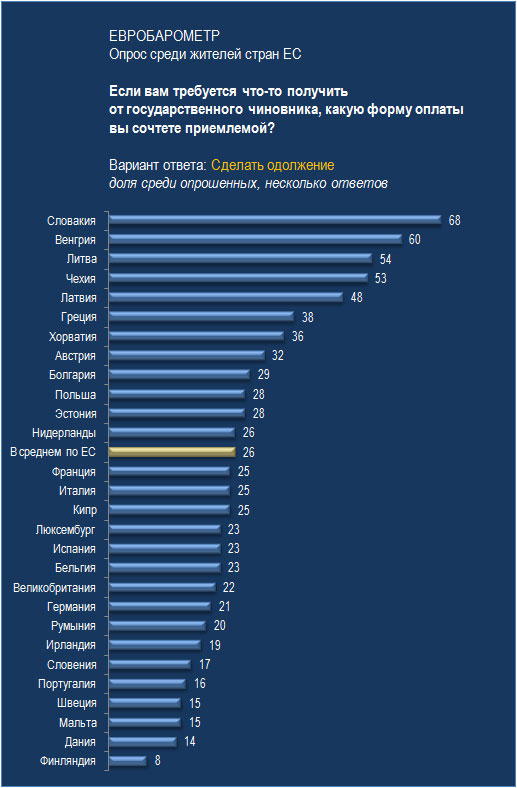 ЕВРОБАРОМЕТР
Опрос среди жителей стран ЕС
Если вам требуется что-то получить
от государственного чиновника, какую форму оплаты
вы сочтете приемлемой?
Вариант ответа: Сделать одолжение
доля среди опрошенных, несколько ответов
Словакия 68
Венгрия 60
Литва 54
Чехия 53
Латвия 48
Греция 38
Хорватия 36
Австрия 32
Болгария 29
Польша 28
Эстония 28
Нидерланды 26
В среднем по ЕС 26
Франция 25
Италия 25
Кипр 25
Люксембург 23
Испания 23
Бельгия 23
Великобритания 22
Германия 21
Румыния 20
Ирландия 19
Словения 17
Португалия 16
Швеция 15
Мальта 15
Дания 14
Финляндия 8